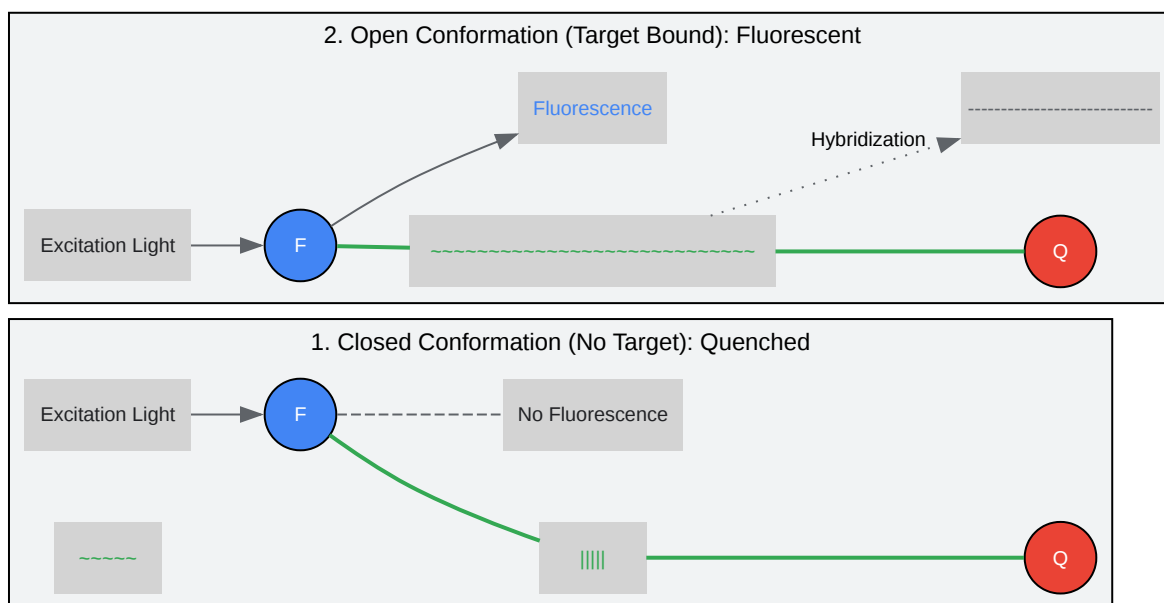 2. Open Conformation (Target Bound): Fluorescent
Fluorescence
----------------------------
Hybridization
Excitation Light
F
~~~~~~~~~~~~~~~~~~~~~~~~~~~~
Q
1. Closed Conformation (No Target): Quenched
Excitation Light
F
No Fluorescence
~~~~~
|||||
Q